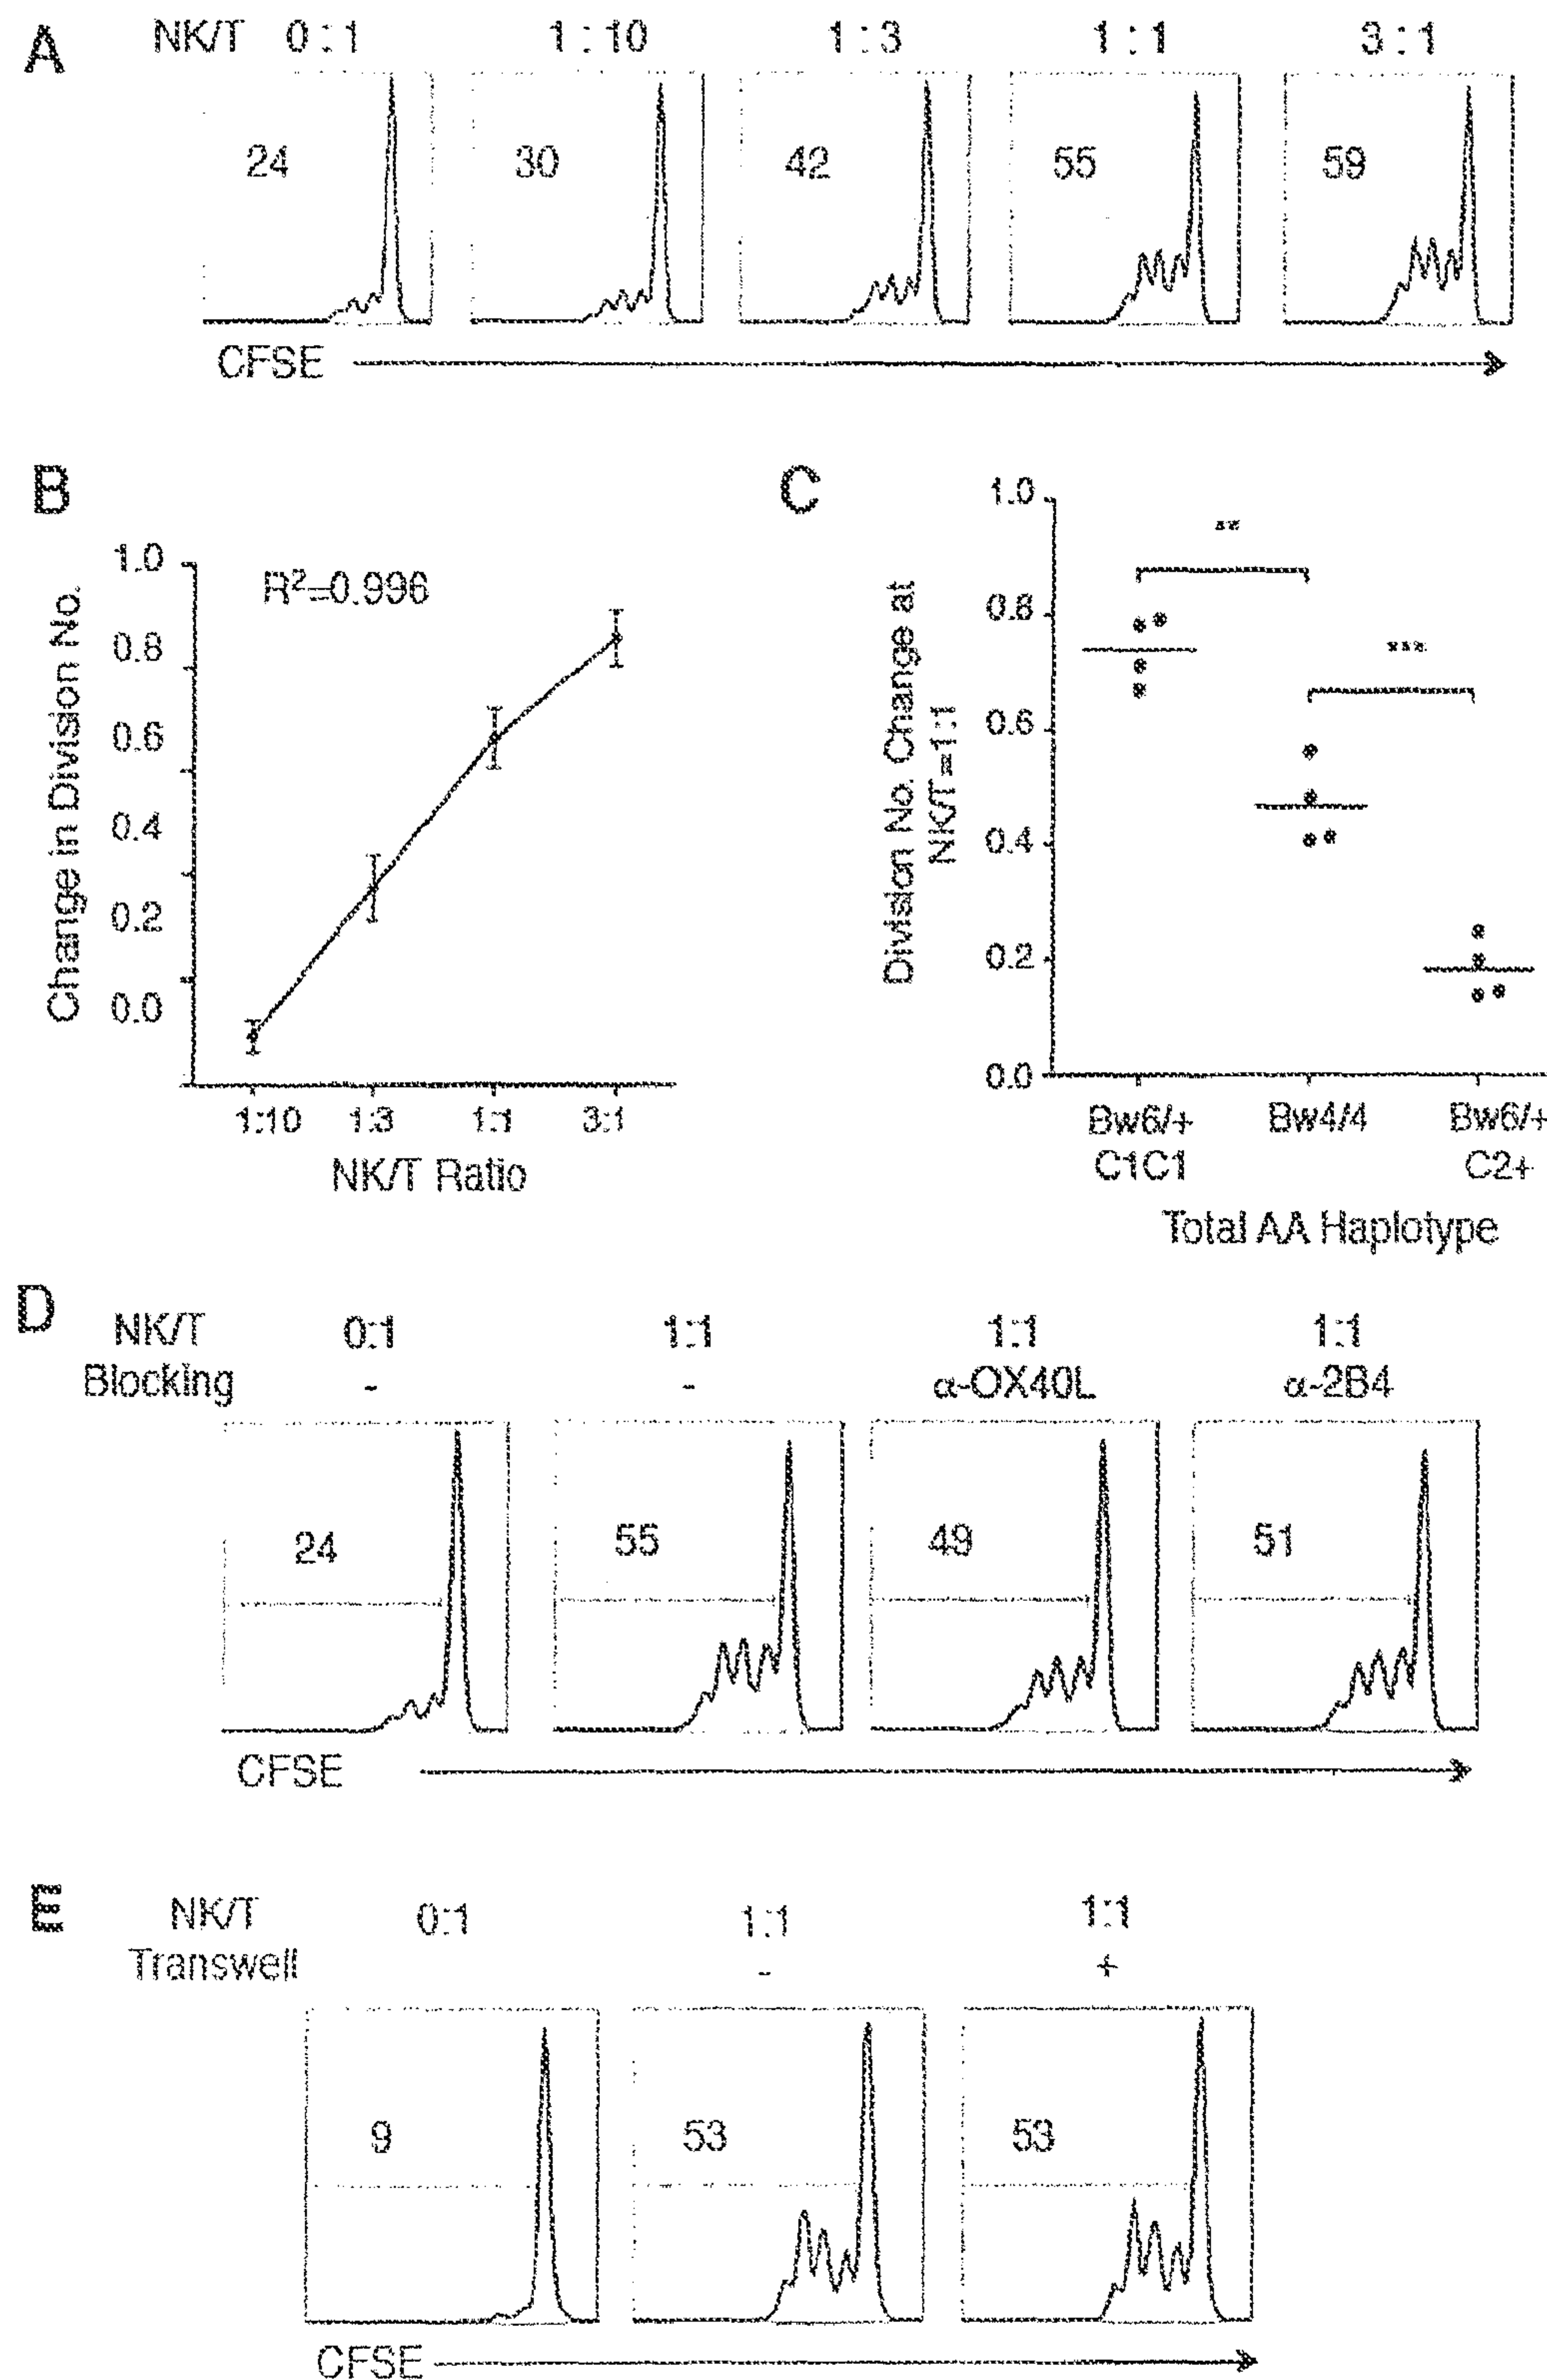 A NK/T 0:1 1:10 1:3 1:1 3:1
24 30 42 55 59
CFSE
B
Change in Division No.
1.0
0.8
0.6
0.4
0.2
0.0
R²=0.996
1:10 1:3 1:1 3:1
NK/T Ratio
C
Division No. Change at
NK/T=1:1
1.0
0.8
0.6
0.4
0.2
0.0
**
***
Bw6/+ Bw4/4 Bw6/+
C1C1 C2+
Total AA Haplotype
D NK/T 0:1 1:1 1:1 1:1
Blocking - - α-OX40L α-2B4
24 55 49 51
CFSE
E NK/T 0:1 1:1 1:1
Transwell - +
9 53 53
CFSE